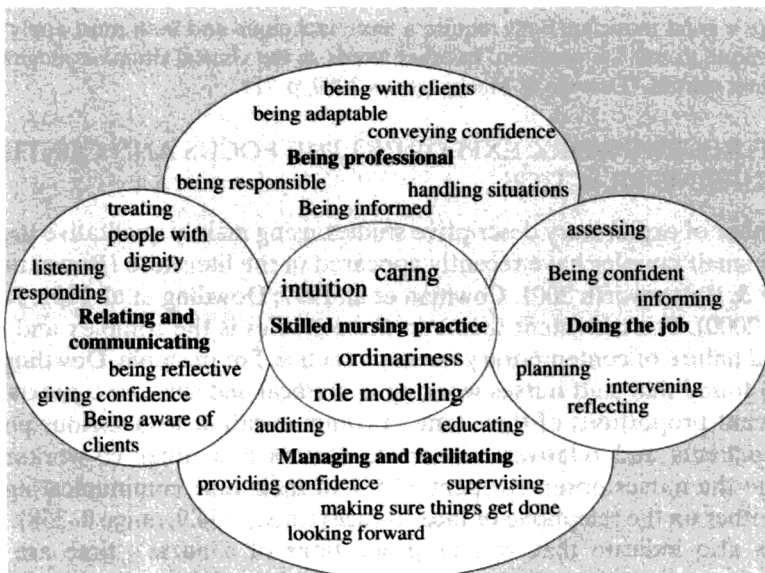 being with clients
being adaptable
conveying confidence
Being professional
being responsible
handling situations
Being informed
treating
people with
dignity
listening
responding
Relating and
communicating
being reflective
giving confidence
Being aware of
clients
intuition
caring
Skilled nursing practice
ordinariness
role modelling
assessing
Being confident
informing
Doing the job
planning
intervening
reflecting
auditing
educating
Managing and facilitating
providing confidence
supervising
making sure things get done
looking forward